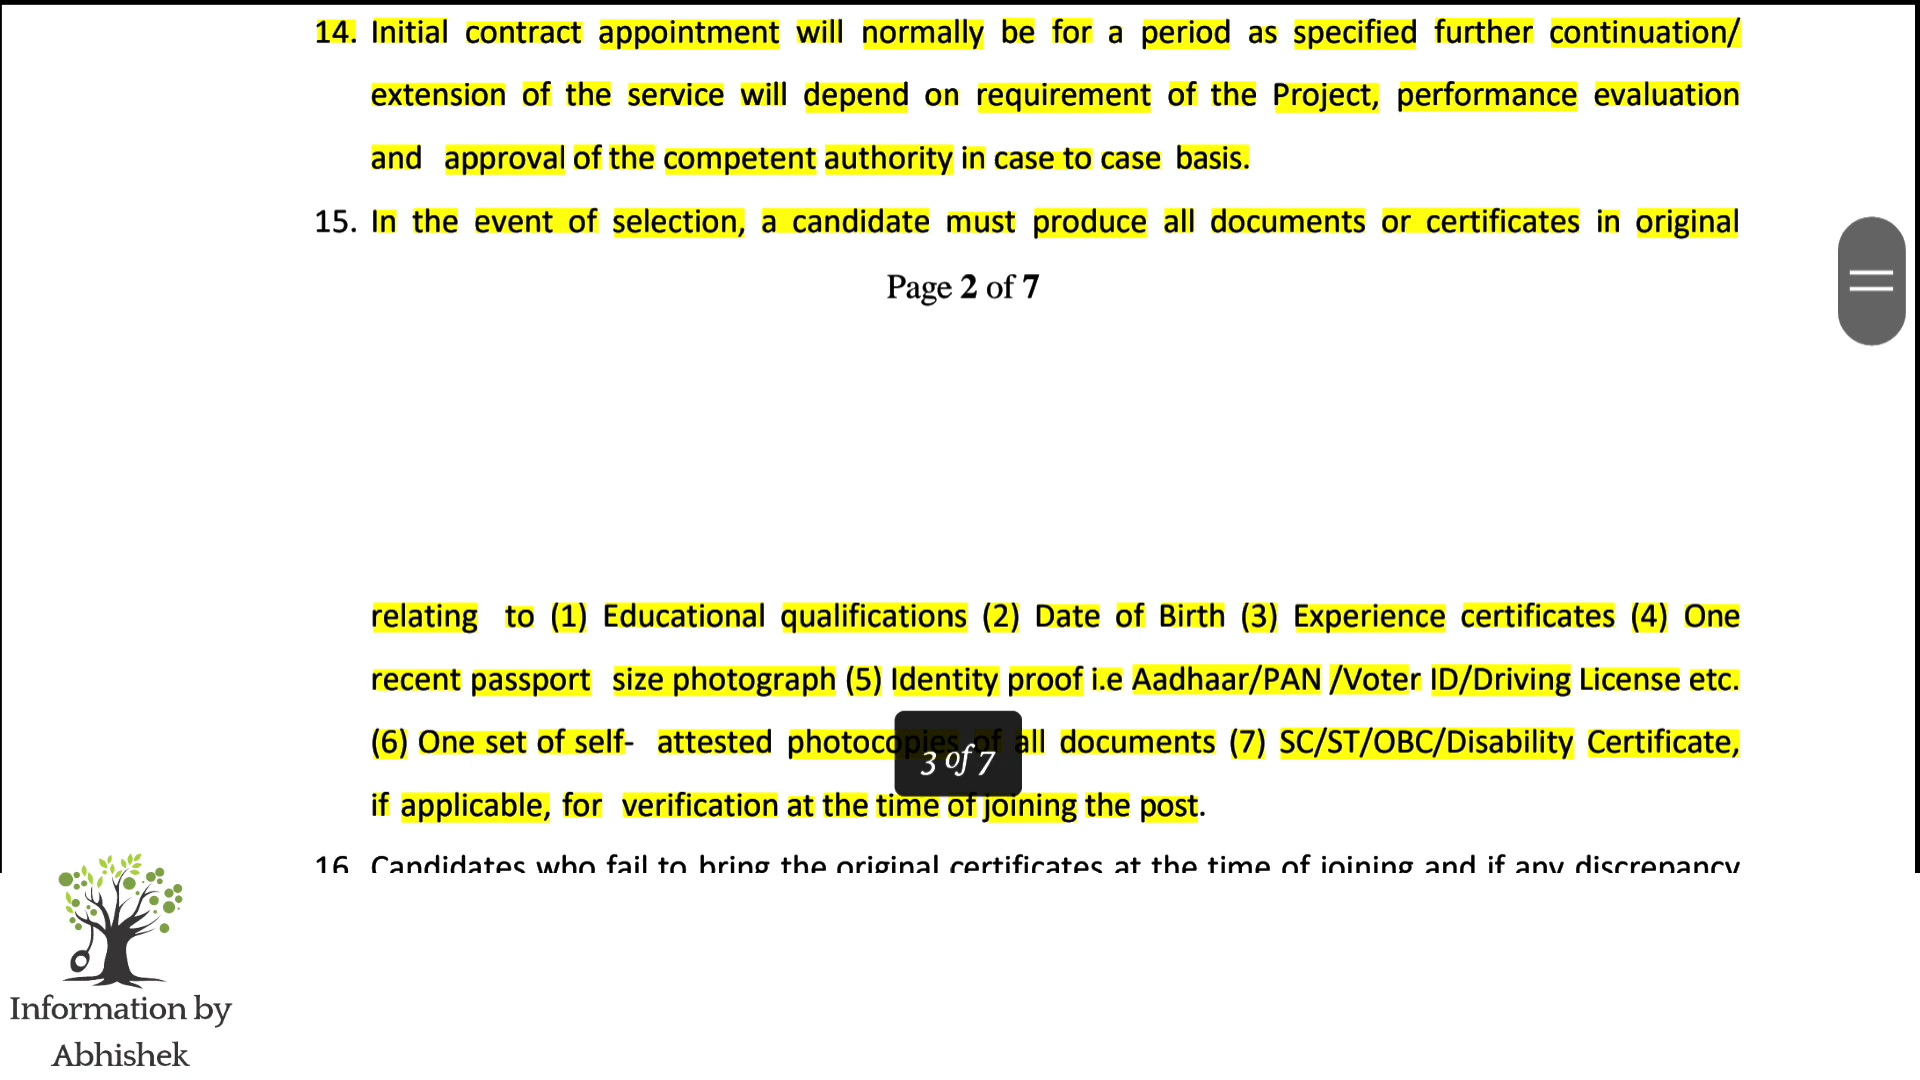 14. Initial contract appointment will normally be for a period as specified further continuation/
extension of the service will depend on requirement of the Project, performance evaluation
and approval of the competent authority in case to case basis.
15. In the event of selection, a candidate must produce all documents or certificates in original
Page 2 of 7
relating to (1) Educational qualifications (2) Date of Birth (3) Experience certificates (4) One
recent passport size photograph (5) Identity proof i.e Aadhaar/PAN /Voter ID/Driving License etc.
(6) One set of self- attested photocopies of all documents (7) SC/ST/OBC/Disability Certificate,
3 of 7
if applicable, for verification at the time of joining the post.
16. Candidates who fail to bring the original certificates at the time of joining and if any discrepancy
Information by
Abhishek